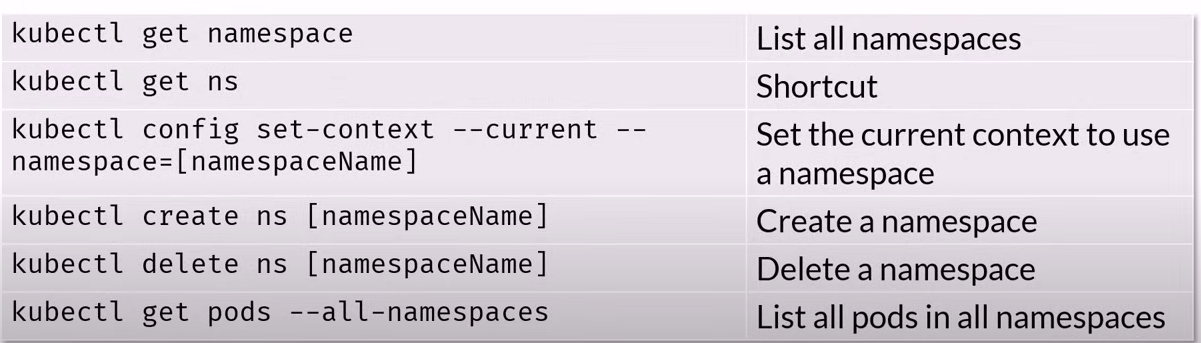 kubectl get namespace
List all namespaces
kubectl get ns
Shortcut
kubectl config set-context --current --
namespace=[namespaceName]
Set the current context to use
a namespace
kubectl create ns [namespaceName]
Create a namespace
kubectl delete ns [namespaceName]
Delete a namespace
kubectl get pods --all-namespaces
List all pods in all namespaces